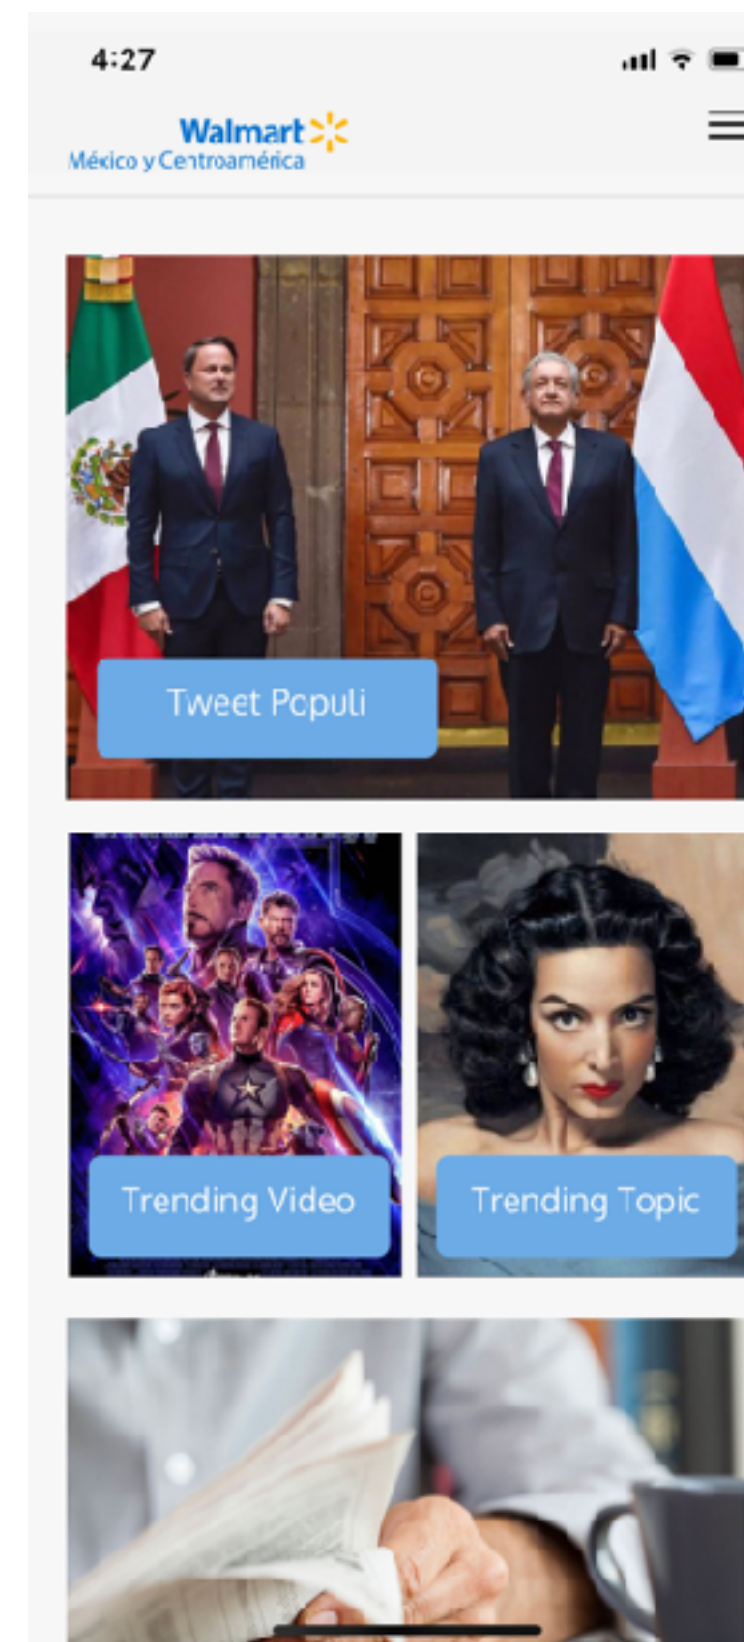 4:27
Walmart
México y Centroamérica
Tweet Populi
Trending Video
Trending Topic